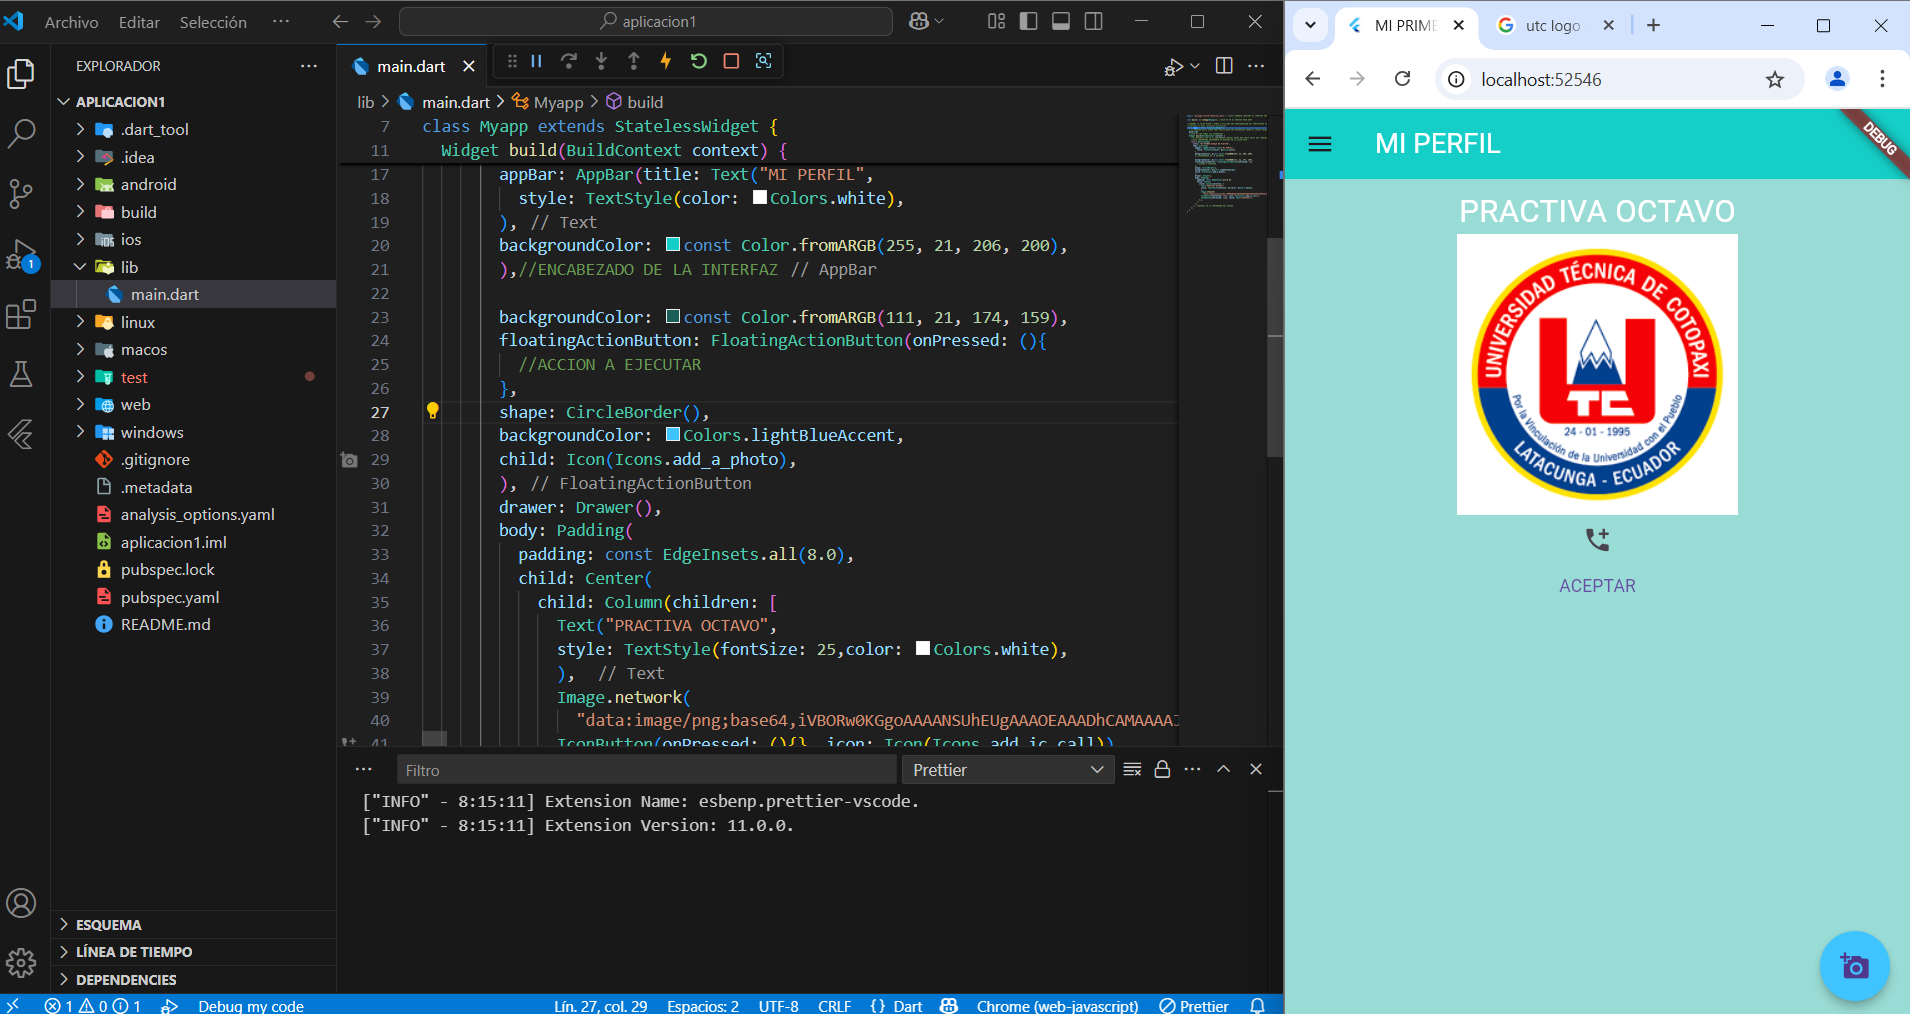 Archivo Editar Selección ··· aplicacion1
EXPLORADOR ···
APLICACION1
.dart_tool
.idea
android
build
ios
lib
main.dart
linux
macos
test
web
windows
.gitignore
.metadata
analysis_options.yaml
aplicacion1.iml
pubspec.lock
pubspec.yaml
README.md
ESQUEMA
LÍNEA DE TIEMPO
DEPENDENCIES
main.dart
lib > main.dart > Myapp > build
7 class Myapp extends StatelessWidget {
11 Widget build(BuildContext context) {
17 appBar: AppBar(title: Text("MI PERFIL",
18 style: TextStyle(color: Colors.white),
19 ), // Text
20 backgroundColor: const Color.fromARGB(255, 21, 206, 200),
21 ),//ENCABEZADO DE LA INTERFAZ // AppBar
22
23 backgroundColor: const Color.fromARGB(111, 21, 174, 159),
24 floatingActionButton: FloatingActionButton(onPressed: (){
25 //ACCION A EJECUTAR
26 },
27 shape: CircleBorder(),
28 backgroundColor: Colors.lightBlueAccent,
29 child: Icon(Icons.add_a_photo),
30 ), // FloatingActionButton
31 drawer: Drawer(),
32 body: Padding(
33 padding: const EdgeInsets.all(8.0),
34 child: Center(
35 child: Column(children: [
36 Text("PRACTIVA OCTAVO",
37 style: TextStyle(fontSize: 25,color: Colors.white),
38 ), // Text
39 Image.network(
40 "data:image/png;base64,iVBORw0KGgoAAAANSUhEUgAAAOEAAADhCAMAAAAJ
41 IconButton(onPressed: (){}, icon: Icon(Icons.add_ic_call))
··· Filtro Prettier ···
["INFO" - 8:15:11] Extension Name: esbenp.prettier-vscode.
["INFO" - 8:15:11] Extension Version: 11.0.0.
1 0 1 Debug my code Lín. 27, col. 29 Espacios: 2 UTF-8 CRLF {} Dart Chrome (web-javascript) Prettier
1
MI PRIME
utc logo
localhost:52546
MI PERFIL
DEBUG
PRACTIVA OCTAVO
UNIVERSIDAD TÉCNICA DE COTOPAXI
UTC
24 - 01 - 1995
Por la Vinculación de la Universidad con el Pueblo
LATACUNGA - ECUADOR
ACEPTAR